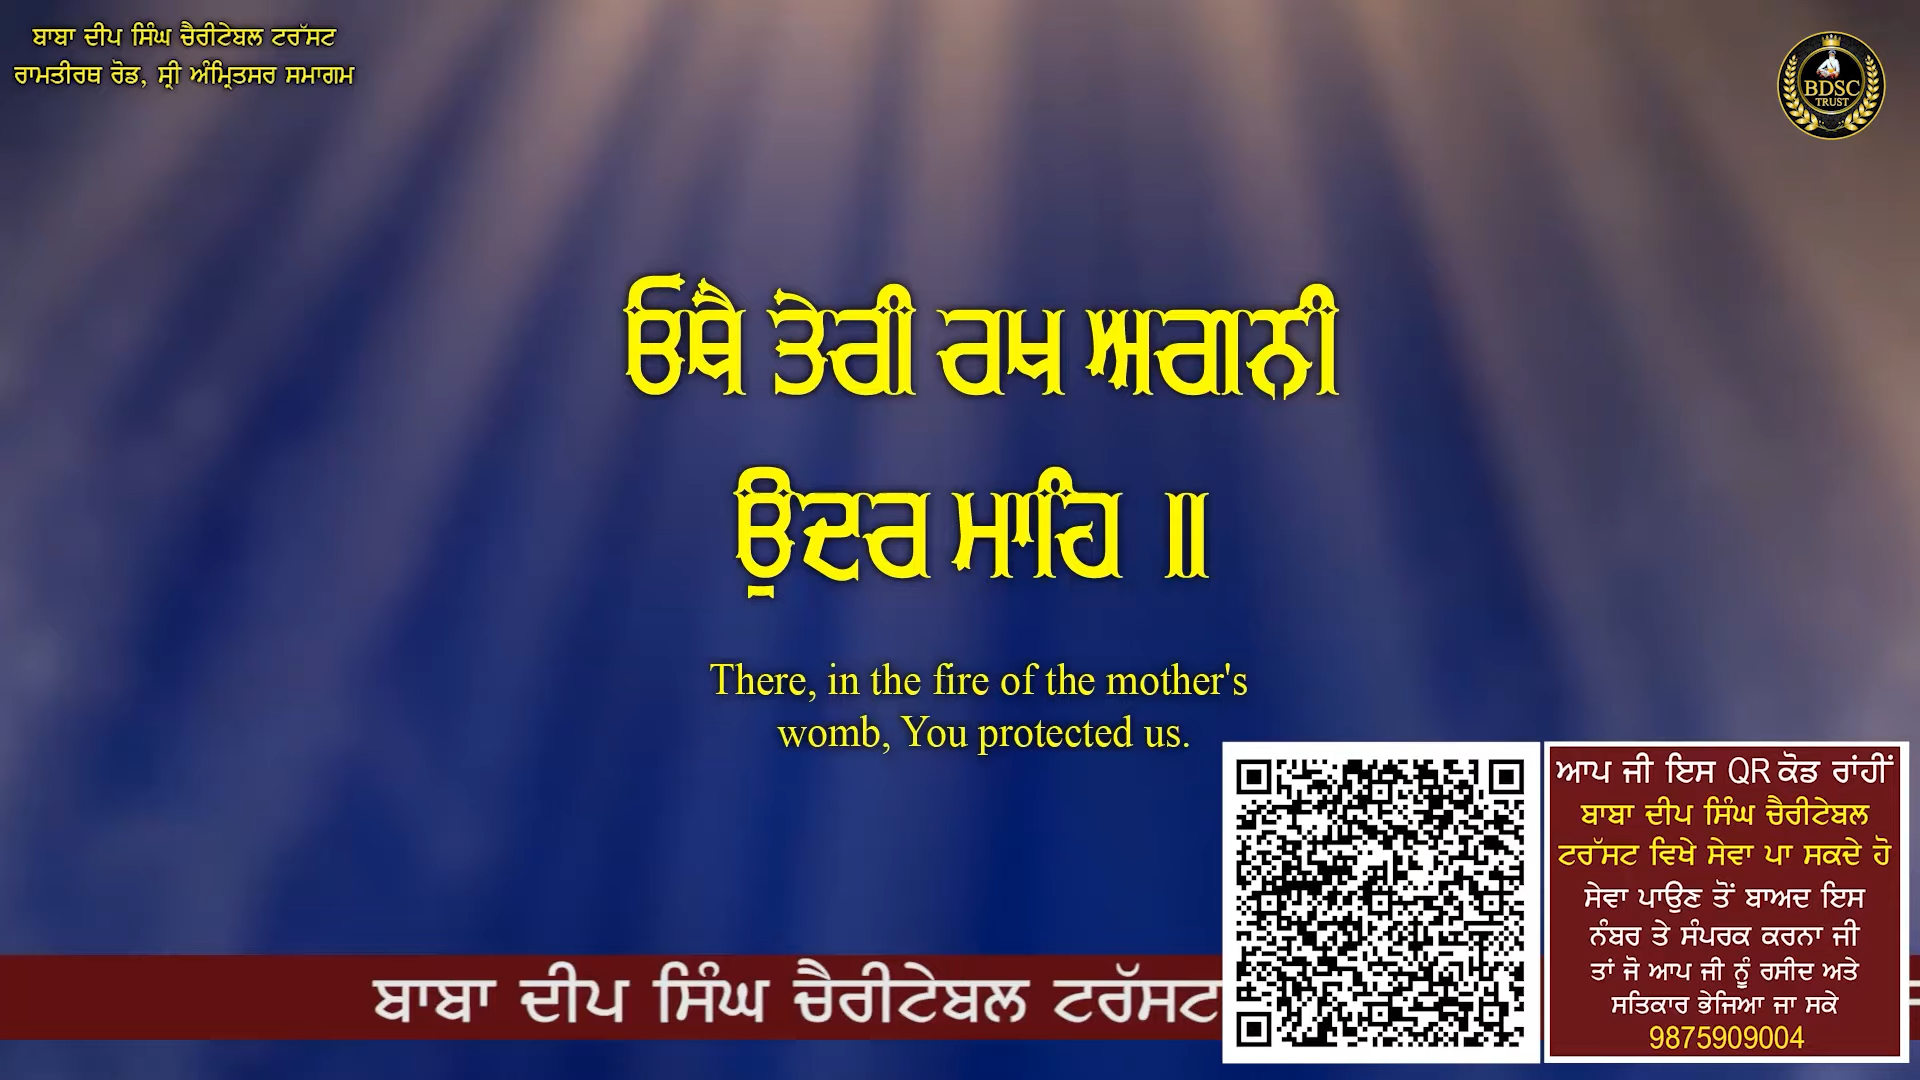 ਬਾਬਾ ਦੀਪ ਸਿੰਘ ਚੈਰੀਟੇਬਲ ਟਰੱਸਟ
ਰਾਮਤੀਰਥ ਰੋਡ, ਸ੍ਰੀ ਅੰਮ੍ਰਿਤਸਰ ਸਮਾਗਮ
BDSC
TRUST
ਓਥੈ ਤੇਰੀ ਰਖ ਅਗਨੀ
ਉਦਰ ਮਾਹਿ ॥
There, in the fire of the mother's
womb, You protected us.
ਆਪ ਜੀ ਇਸ QR ਕੋਡ ਰਾਂਹੀਂ
ਬਾਬਾ ਦੀਪ ਸਿੰਘ ਚੈਰੀਟੇਬਲ
ਟਰੱਸਟ ਵਿਖੇ ਸੇਵਾ ਪਾ ਸਕਦੇ ਹੋ
ਸੇਵਾ ਪਾਉਣ ਤੋਂ ਬਾਅਦ ਇਸ
ਨੰਬਰ ਤੇ ਸੰਪਰਕ ਕਰਨਾ ਜੀ
ਤਾਂ ਜੋ ਆਪ ਜੀ ਨੂੰ ਰਸੀਦ ਅਤੇ
ਸਤਿਕਾਰ ਭੇਜਿਆ ਜਾ ਸਕੇ
9875909004
ਬਾਬਾ ਦੀਪ ਸਿੰਘ ਚੈਰੀਟੇਬਲ ਟਰੱਸਟ